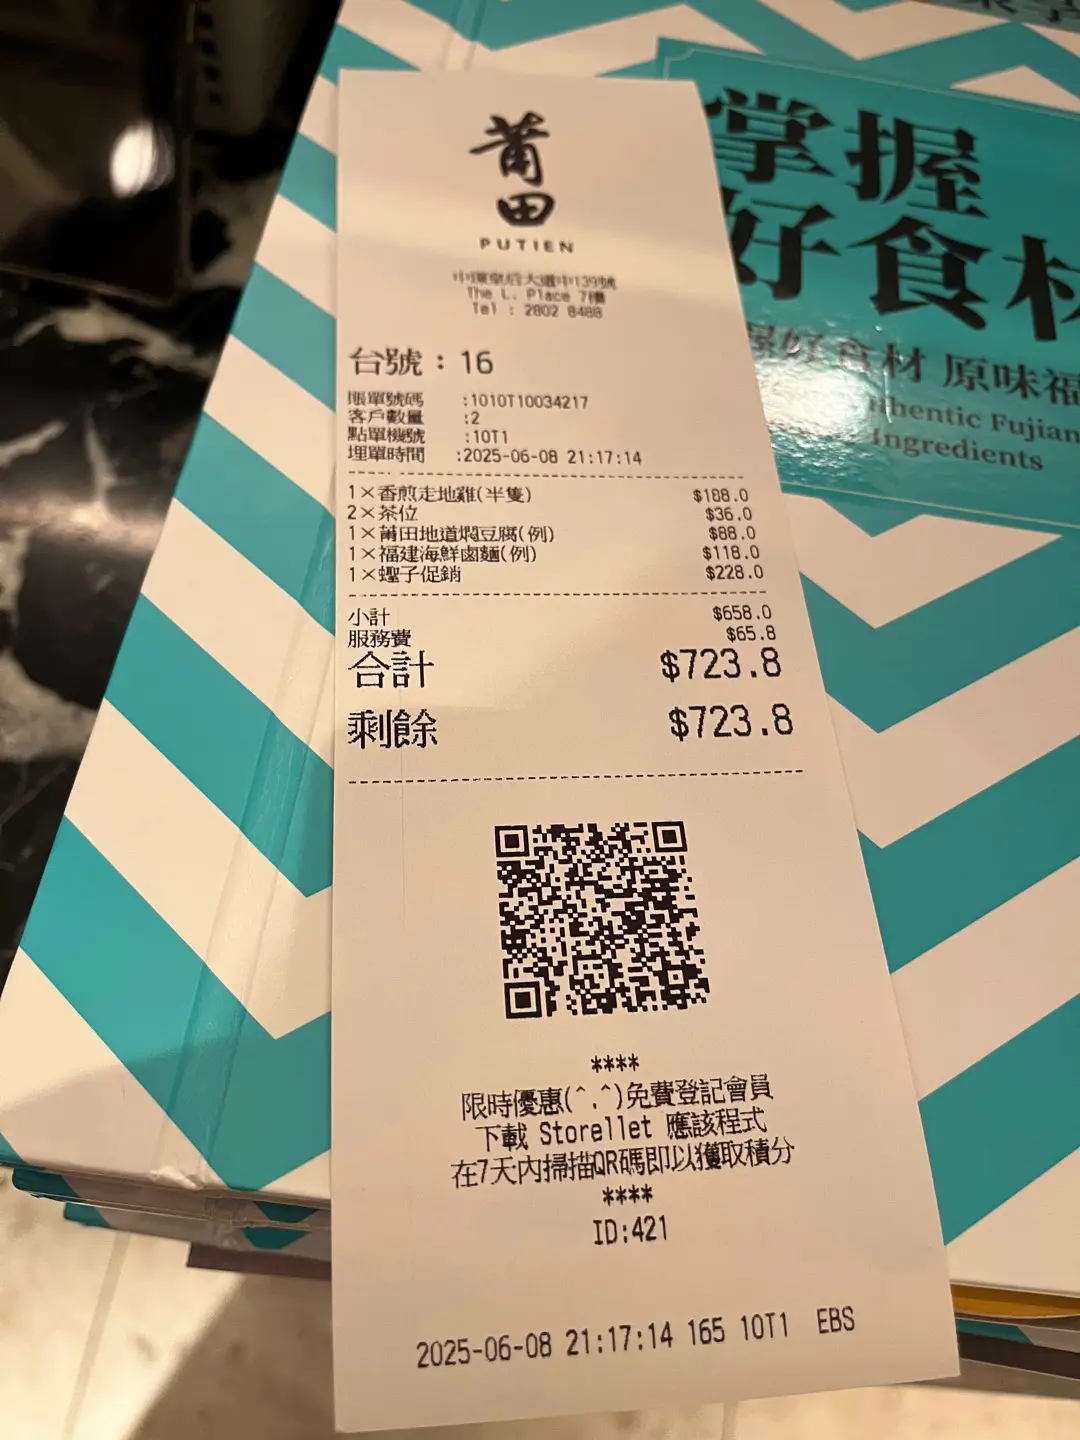 莆田
PUTIEN
中環皇后大道中139號
The L. Place 7樓
Tel : 2802 8488
台號：16
賬單號碼 :1010T10034217
客戶數量 :2
點單機號 :10T1
埋單時間 :2025-06-08 21:17:14
1×香煎走地雞(半隻) $188.0
2×茶位 $36.0
1×莆田地道燜豆腐(例) $88.0
1×福建海鮮鹵麵(例) $118.0
1×蟶子促銷 $228.0
小計 $658.0
服務費 $65.8
合計 $723.8
剩餘 $723.8
****
限時優惠(^.^)免費登記會員
下載 Storellet 應該程式
在7天內掃描QR碼即以獲取積分
****
ID:421
2025-06-08 21:17:14 165 10T1 EBS
掌握
好食材
好食材 原味福
Fujian
Ingredients